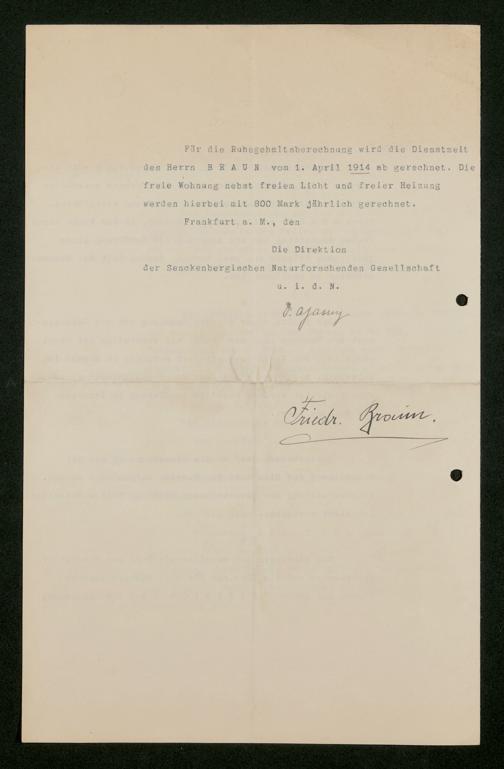 Für die Ruhegehaltsberechnung wird die Dienstzeit
des Herrn B R A U N vom 1. April 1914 ab gerechnet. Die
freie Wohnung nebst freiem Licht und freier Heizung
werden hierbei mit 800 Mark jährlich gerechnet.
Frankfurt a. M., den
Die Direktion
der Senckenbergischen Naturforschenden Gesellschaft
u. i. d. N.
Friedr. Braun.